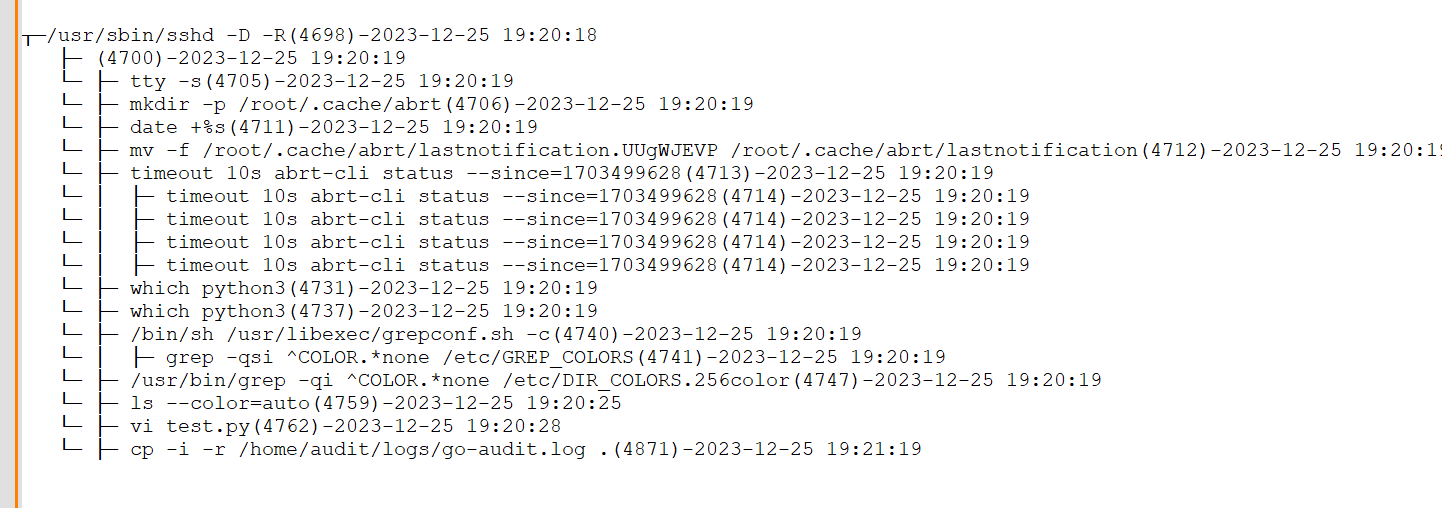 ┬─/usr/sbin/sshd -D -R(4698)-2023-12-25 19:20:18
├─ (4700)-2023-12-25 19:20:19
└─ ├─ tty -s(4705)-2023-12-25 19:20:19
└─ ├─ mkdir -p /root/.cache/abrt(4706)-2023-12-25 19:20:19
└─ ├─ date +%s(4711)-2023-12-25 19:20:19
└─ ├─ mv -f /root/.cache/abrt/lastnotification.UUgWJEVP /root/.cache/abrt/lastnotification(4712)-2023-12-25 19:20:19
└─ ├─ timeout 10s abrt-cli status --since=1703499628(4713)-2023-12-25 19:20:19
└─ │ ├─ timeout 10s abrt-cli status --since=1703499628(4714)-2023-12-25 19:20:19
└─ │ ├─ timeout 10s abrt-cli status --since=1703499628(4714)-2023-12-25 19:20:19
└─ │ ├─ timeout 10s abrt-cli status --since=1703499628(4714)-2023-12-25 19:20:19
└─ │ ├─ timeout 10s abrt-cli status --since=1703499628(4714)-2023-12-25 19:20:19
└─ ├─ which python3(4731)-2023-12-25 19:20:19
└─ ├─ which python3(4737)-2023-12-25 19:20:19
└─ ├─ /bin/sh /usr/libexec/grepconf.sh -c(4740)-2023-12-25 19:20:19
└─ │ ├─ grep -qsi ^COLOR.*none /etc/GREP_COLORS(4741)-2023-12-25 19:20:19
└─ ├─ /usr/bin/grep -qi ^COLOR.*none /etc/DIR_COLORS.256color(4747)-2023-12-25 19:20:19
└─ ├─ ls --color=auto(4759)-2023-12-25 19:20:25
└─ ├─ vi test.py(4762)-2023-12-25 19:20:28
└─ ├─ cp -i -r /home/audit/logs/go-audit.log .(4871)-2023-12-25 19:21:19